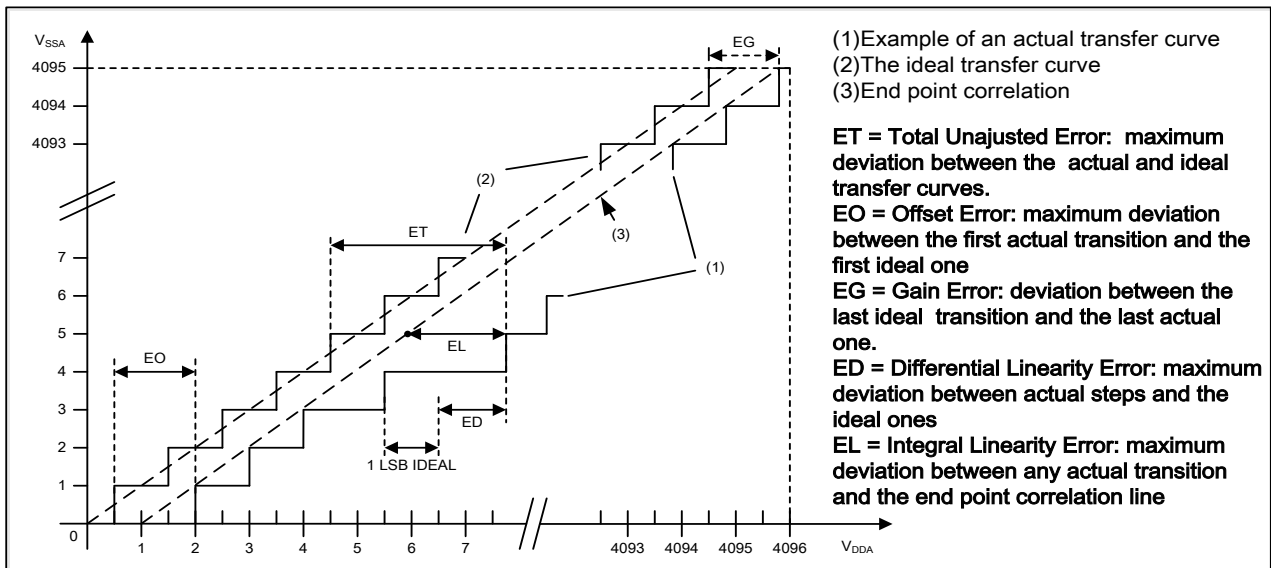 V_SSA
4095
4094
4093
7
6
5
4
3
2
1
0
1
2
3
4
5
6
7
4093
4094
4095
4096
V_DDA
EG
(2)
(3)
ET
(1)
EL
EO
ED
1 LSB IDEAL
(1)Example of an actual transfer curve
(2)The ideal transfer curve
(3)End point correlation
ET = Total Unajusted Error: maximum
deviation between the actual and ideal
transfer curves.
EO = Offset Error: maximum deviation
between the first actual transition and the
first ideal one
EG = Gain Error: deviation between the
last ideal transition and the last actual
one.
ED = Differential Linearity Error: maximum
deviation between actual steps and the
ideal ones
EL = Integral Linearity Error: maximum
deviation between any actual transition
and the end point correlation line